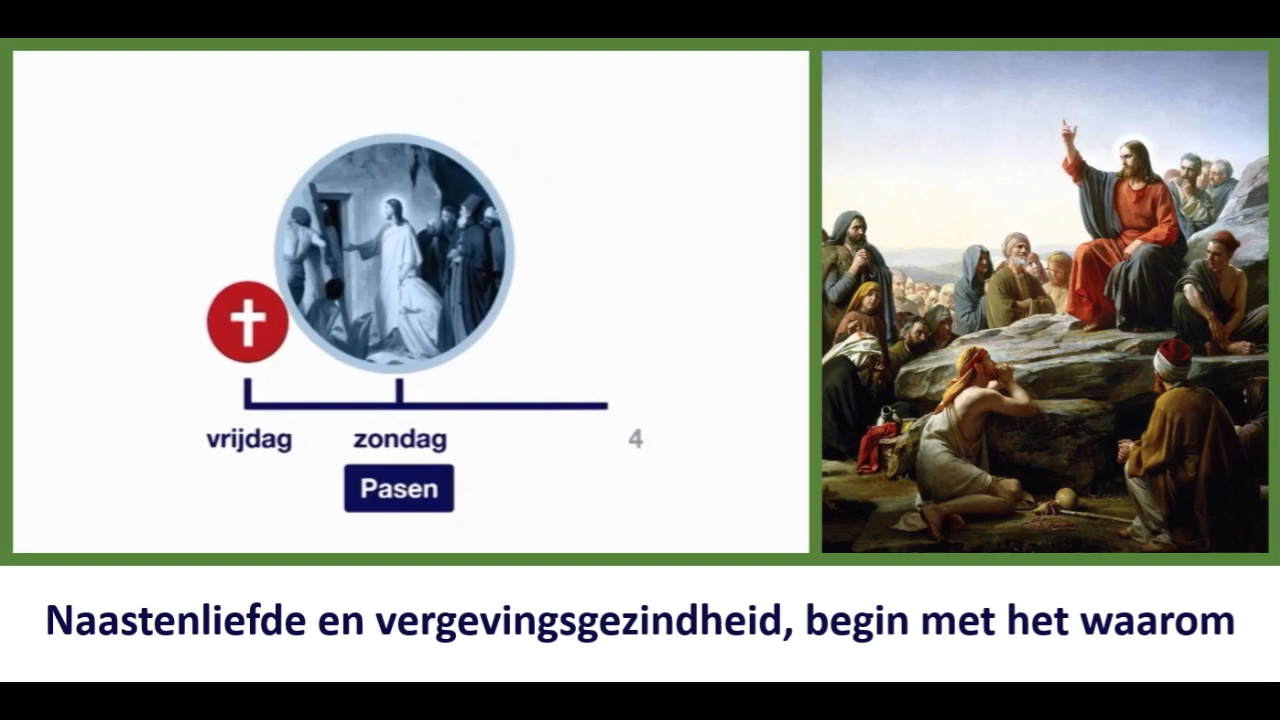 vrijdag
zondag
4
Pasen
Naastenliefde en vergevingsgezindheid, begin met het waarom